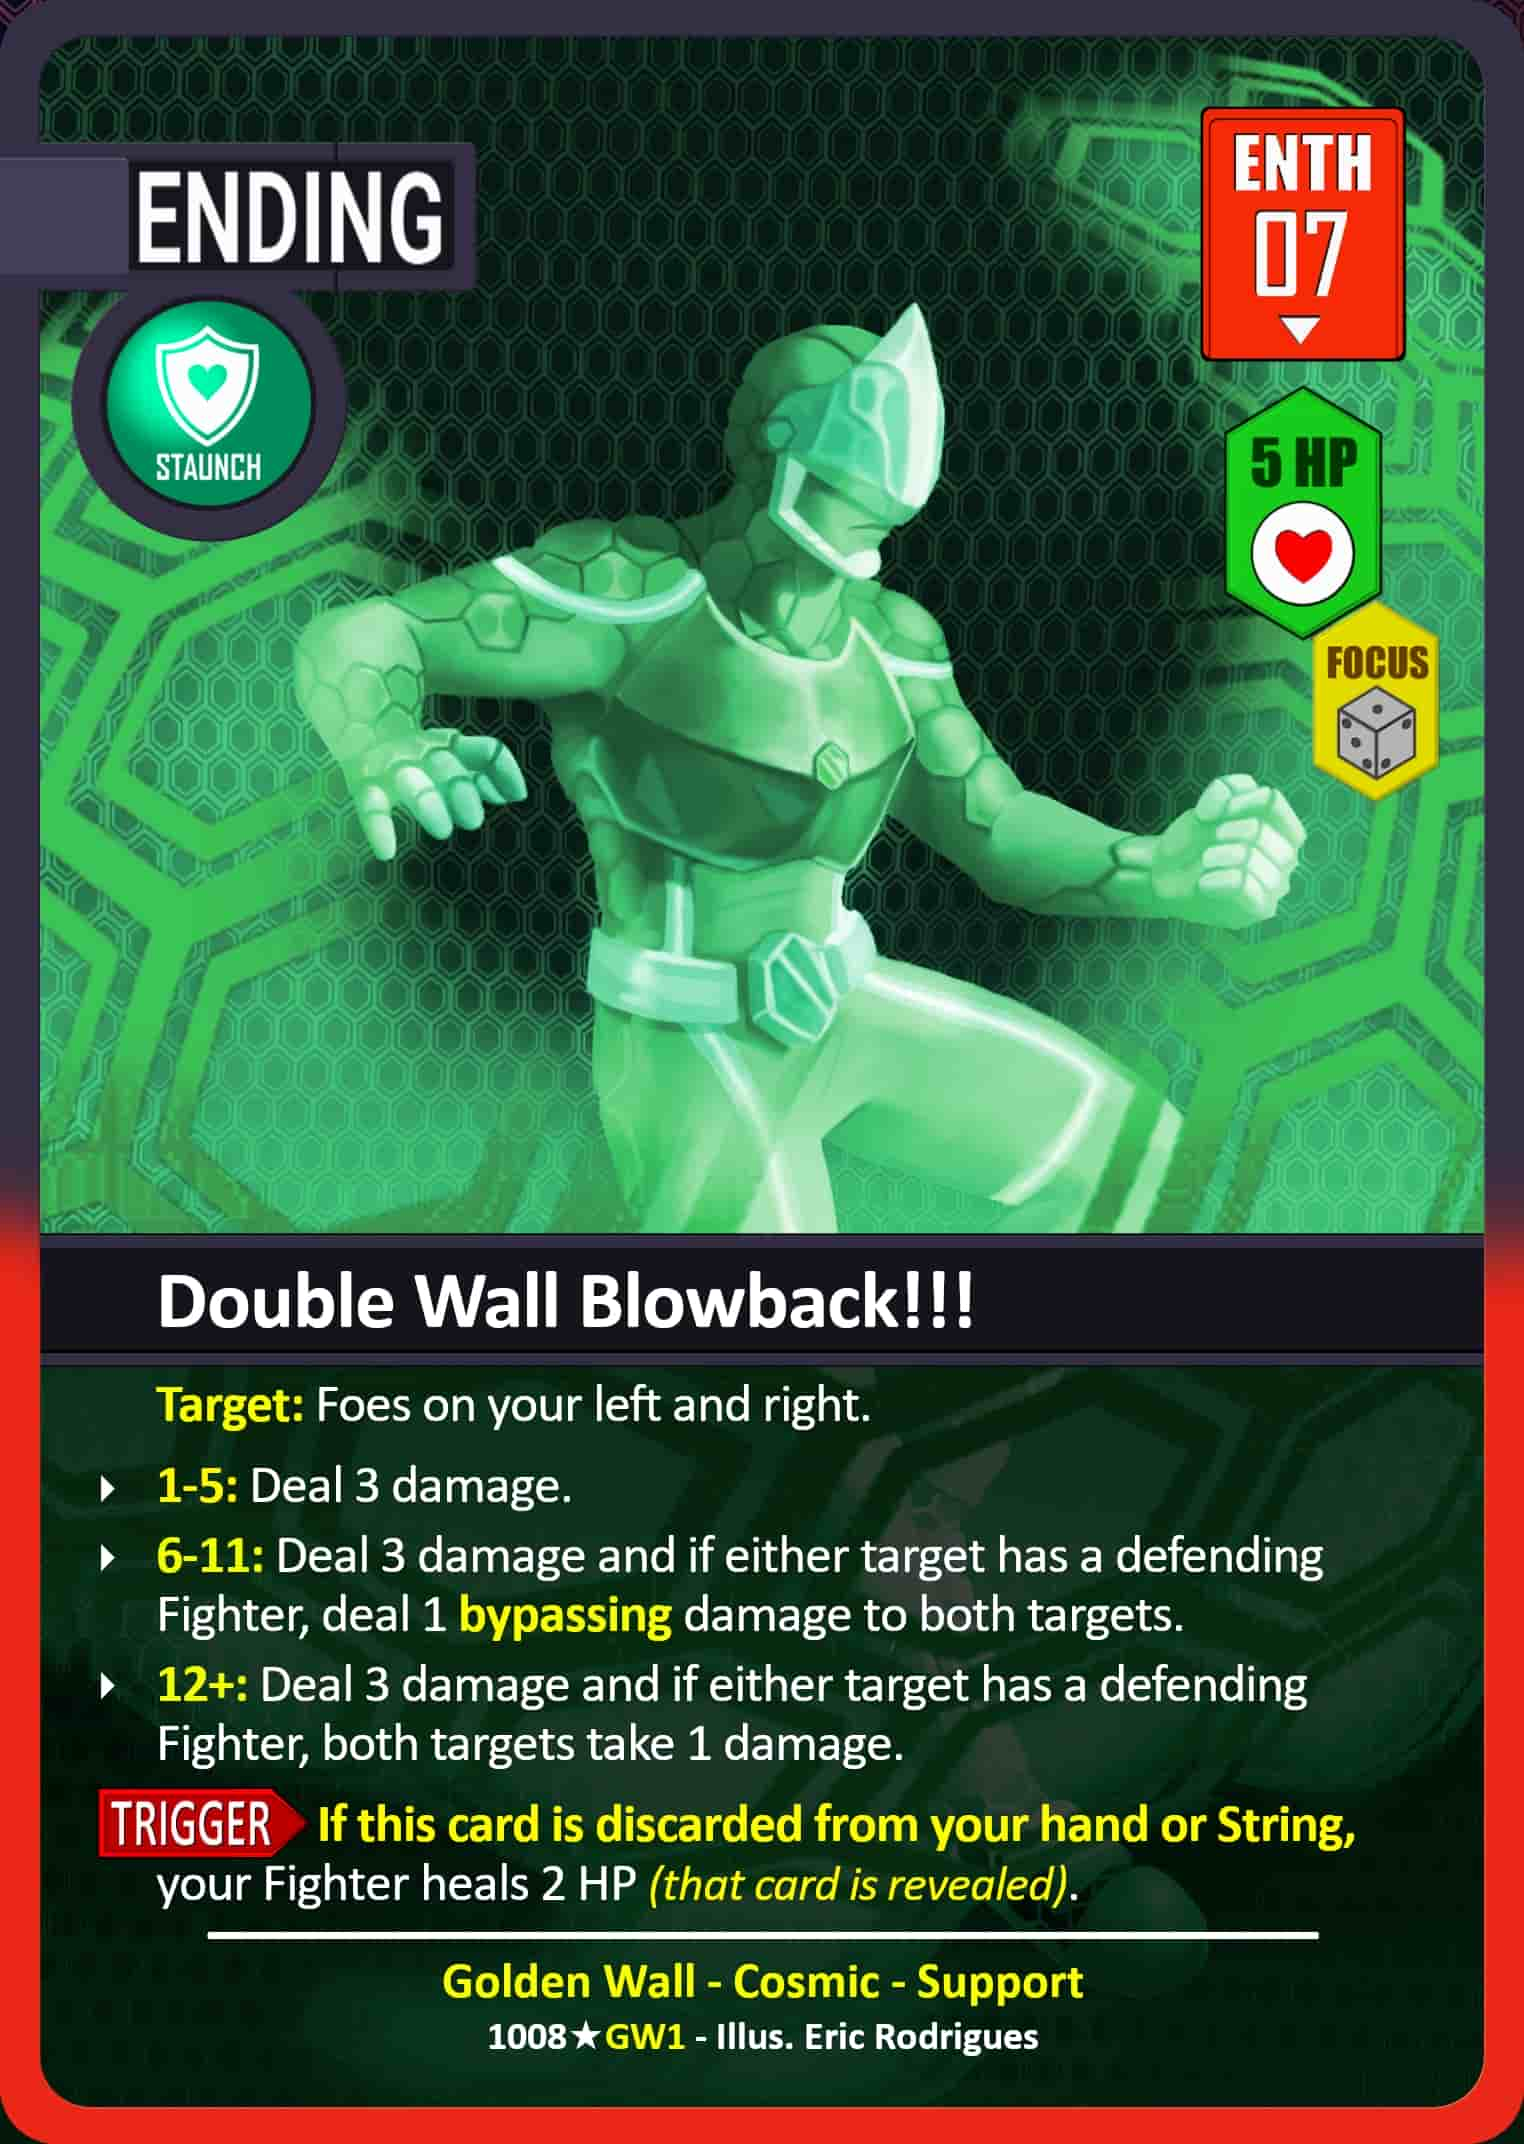 ENDING
ENTH
07
STAUNCH
5 HP
FOCUS
Double Wall Blowback!!!
Target: Foes on your left and right.
1-5: Deal 3 damage.
6-11: Deal 3 damage and if either target has a defending
Fighter, deal 1 bypassing damage to both targets.
12+: Deal 3 damage and if either target has a defending
Fighter, both targets take 1 damage.
TRIGGER If this card is discarded from your hand or String,
your Fighter heals 2 HP (that card is revealed).
Golden Wall - Cosmic - Support
1008★GW1 - Illus. Eric Rodrigues